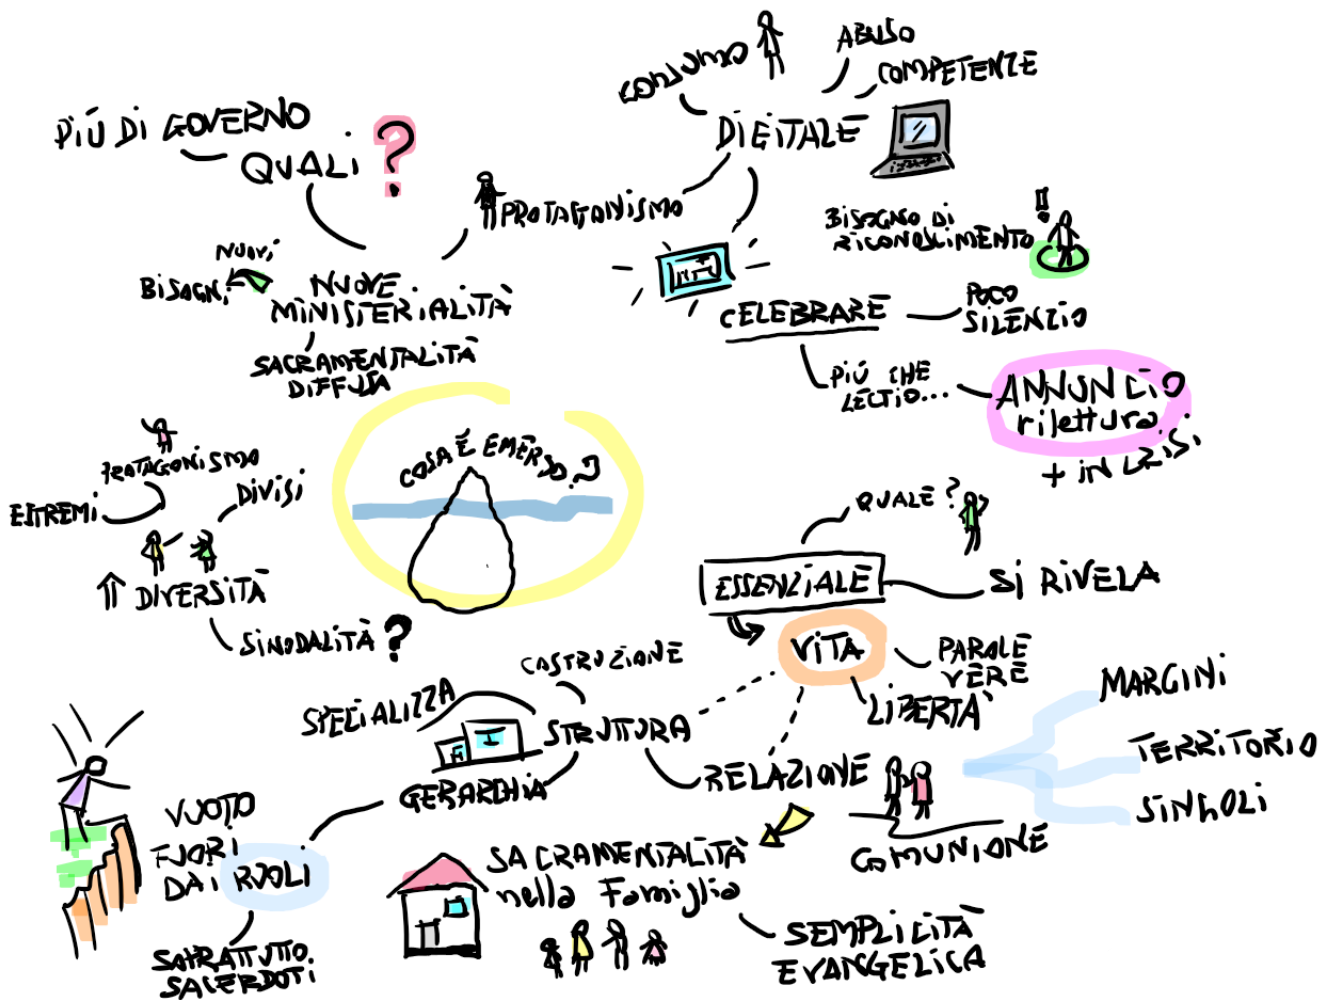 PIÚ DI GOVERNO
QUALI ?
CONSUMO
ABUSO
COMPETENZE
DIGITALE
PROTAGONISMO
NUOVI
BISOGNI
NUOVE
MINISTERIALITÀ
SACRAMENTALITÀ
DIFFUSA
BISOGNO DI
RICONOSCIMENTO
!!
CELEBRARE
POCO
SILENZIO
PIÚ CHE
LECTIO...
ANNUNCIO
rilettura
+ IN CRISI
COSA É EMERSO?
PROTAGONISMO
ESTREMI
DIVISI
⇑ DIVERSITÀ
SINODALITÀ ?
QUALE ?
ESSENZIALE
SI RIVELA
VITA
PAROLE
VERE
LIBERTA'
COSTRUZIONE
SPECIALIZZA
STRUTTURA
GERARCHIA
RELAZIONE
COMUNIONE
MARGINI
TERRITORIO
SINGOLI
VUOTO
FUORI
DAI RUOLI
SOPRATTUTTO
SACERDOTI
SACRAMENTALITÀ
nella Famiglia
SEMPLICITÀ
EVANGELICA